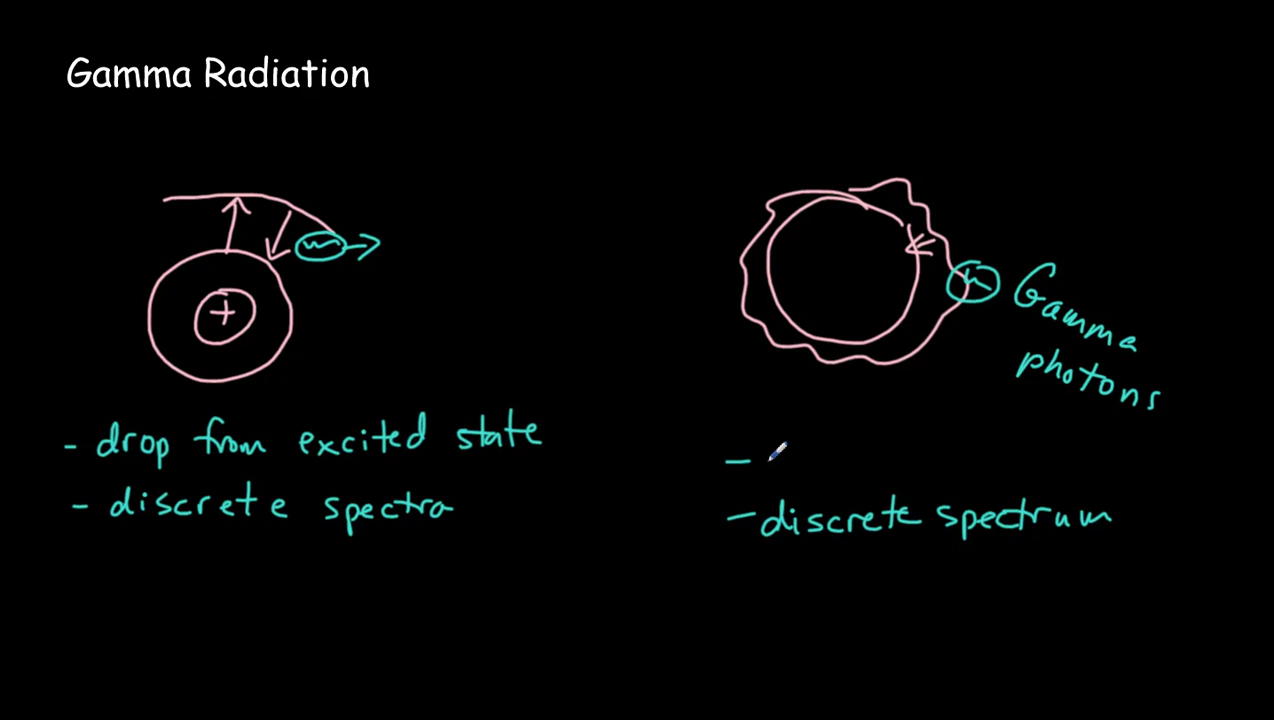 Gamma Radiation
+
Gamma
photons
- drop from excited state
- discrete spectra
-
- discrete spectrum